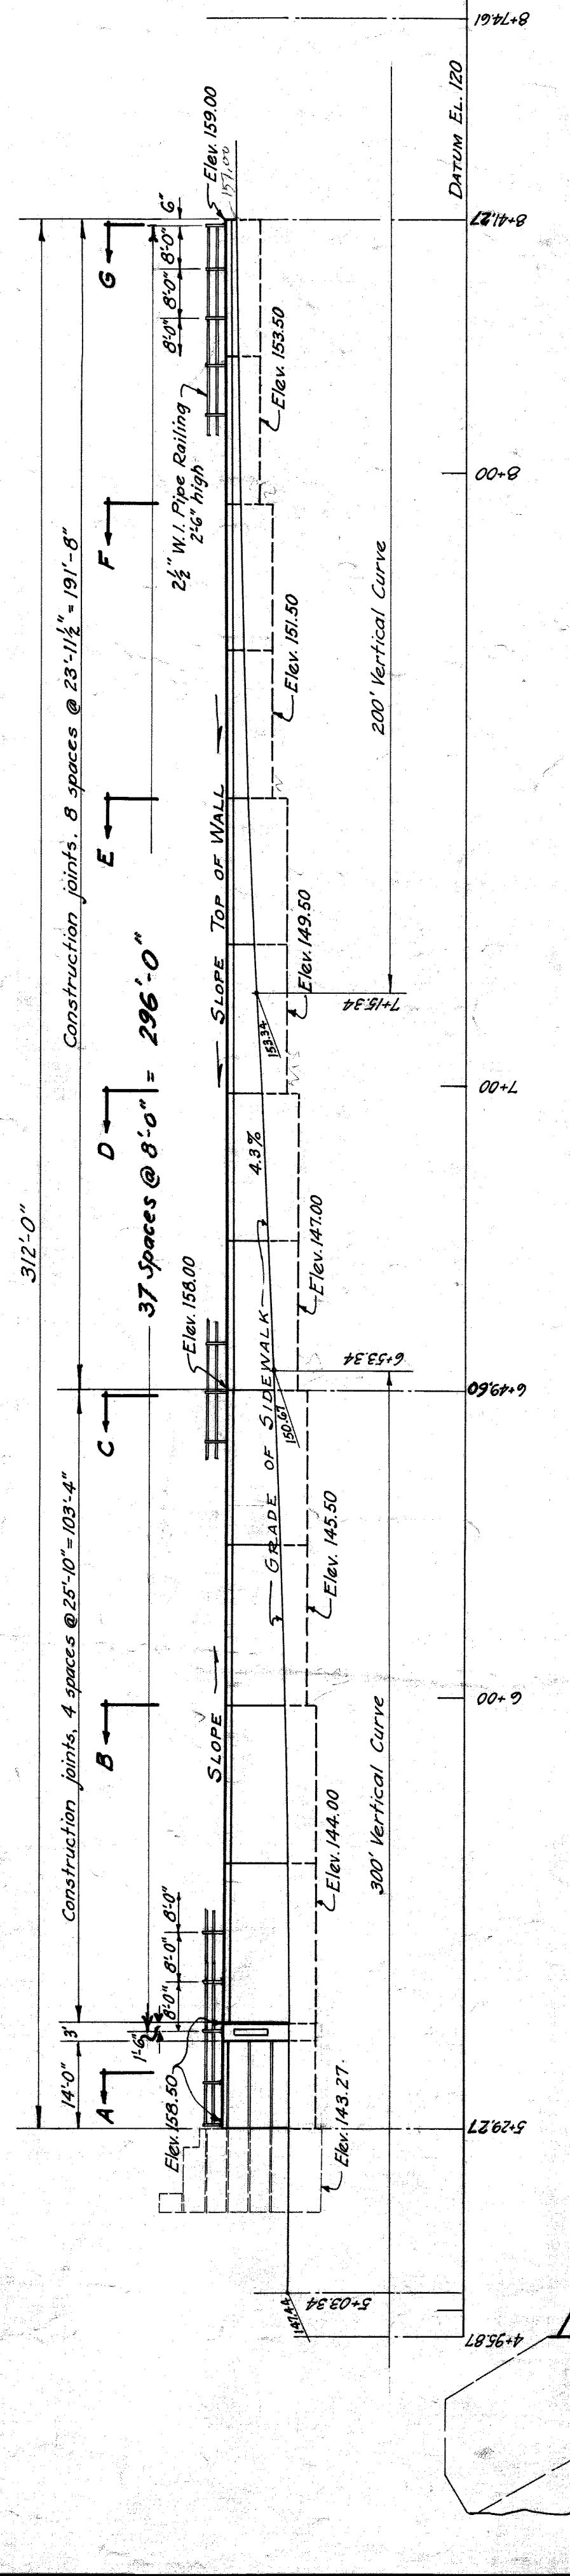 312'-0"
Construction joints, 4 spaces @ 25'-10" = 103'-4"
Construction joints. 8 spaces @ 23'-11½" = 191'-8"
14'-0"
3'
A
B
C
D
E
F
G
1'-6"
37 Spaces @ 8'-0" = 296'-0"
8'-0"
8'-0"
8'-0"
8'-0"
8'-0"
8'-0"
6"
Elev. 158.50
Elev. 158.00
2½" W.I. Pipe Railing
2'-6" high
Elev. 159.00
157.00
SLOPE
SLOPE TOP OF WALL
GRADE OF SIDEWALK
4.3%
147.44
150.67
153.34
Elev. 143.27
Elev. 144.00
Elev. 145.50
Elev. 147.00
Elev. 149.50
Elev. 151.50
Elev. 153.50
5+03.34
6+53.34
7+15.34
300' Vertical Curve
200' Vertical Curve
DATUM EL. 120
4+95.87
5+29.27
6+00
6+49.60
7+00
8+00
8+41.27
8+74.61